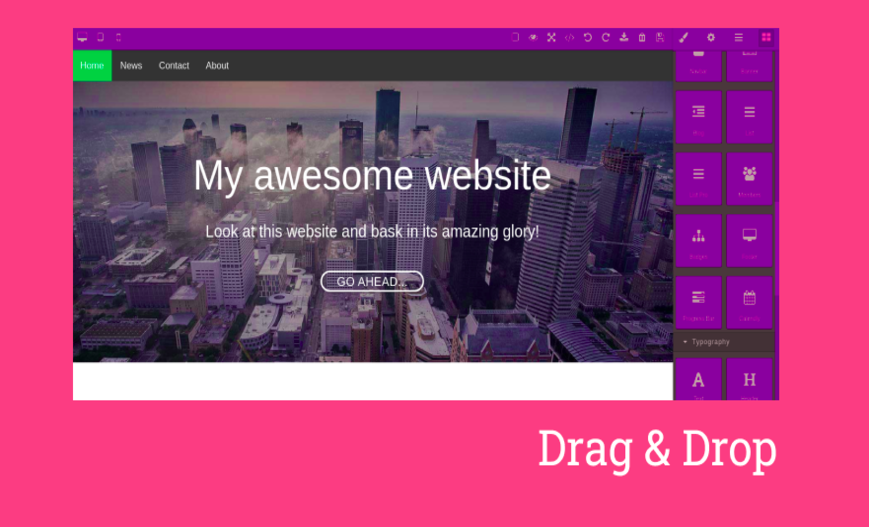 Home News Contact About
My awesome website
Look at this website and bask in its amazing glory!
GO AHEAD...
Typography
A
H
Drag & Drop